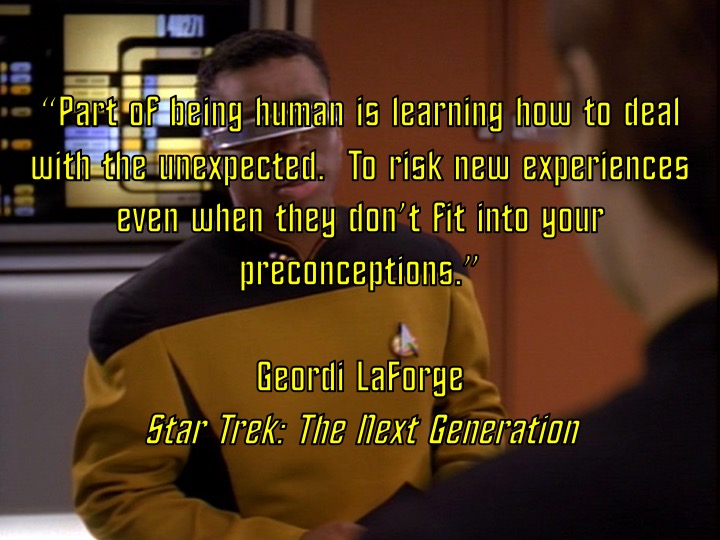 “Part of being human is learning how to deal
with the unexpected.  To risk new experiences
even when they don’t fit into your
preconceptions.”
Geordi LaForge
Star Trek: The Next Generation